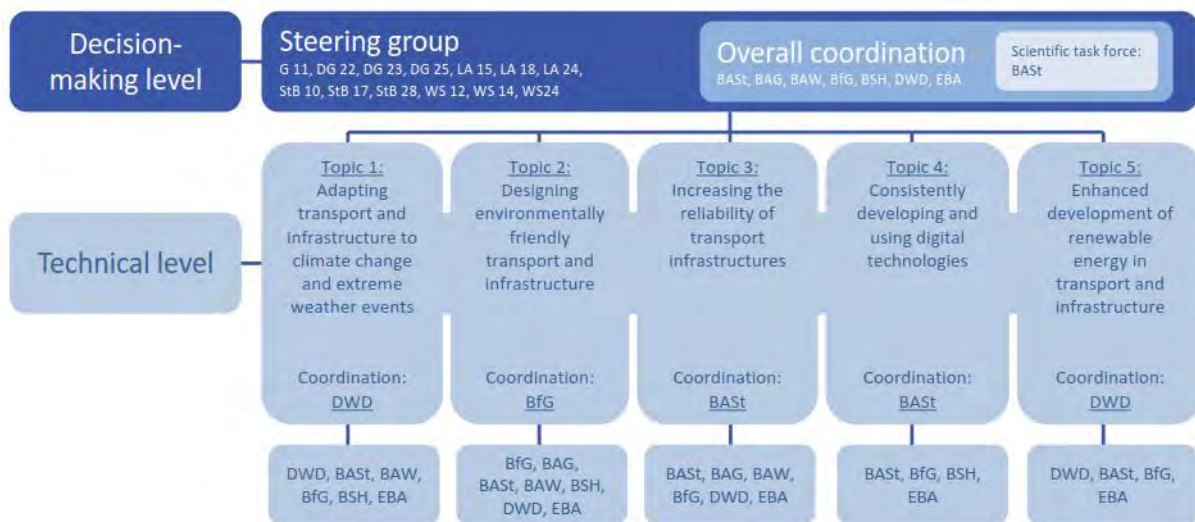 Decision-
making level
Steering group
G 11, DG 22, DG 23, DG 25, LA 15, LA 18, LA 24,
StB 10, StB 17, StB 28, WS 12, WS 14, WS24
Overall coordination
BASt, BAG, BAW, BfG, BSH, DWD, EBA
Scientific task force:
BASt
Technical level
Topic 1:
Adapting
transport and
infrastructure to
climate change
and extreme
weather events
Coordination:
DWD
DWD, BASt, BAW,
BfG, BSH, EBA
Topic 2:
Designing
environmentally
friendly
transport and
infrastructure
Coordination:
BfG
BfG, BAG,
BASt, BAW, BSH,
DWD, EBA
Topic 3:
Increasing the
reliability of
transport
infrastructures
Coordination:
BASt
BASt, BAG, BAW,
BfG, DWD, EBA
Topic 4:
Consistently
developing and
using digital
technologies
Coordination:
BASt
BASt, BfG, BSH,
EBA
Topic 5:
Enhanced
development of
renewable
energy in
transport and
infrastructure
Coordination:
DWD
DWD, BASt, BfG,
EBA